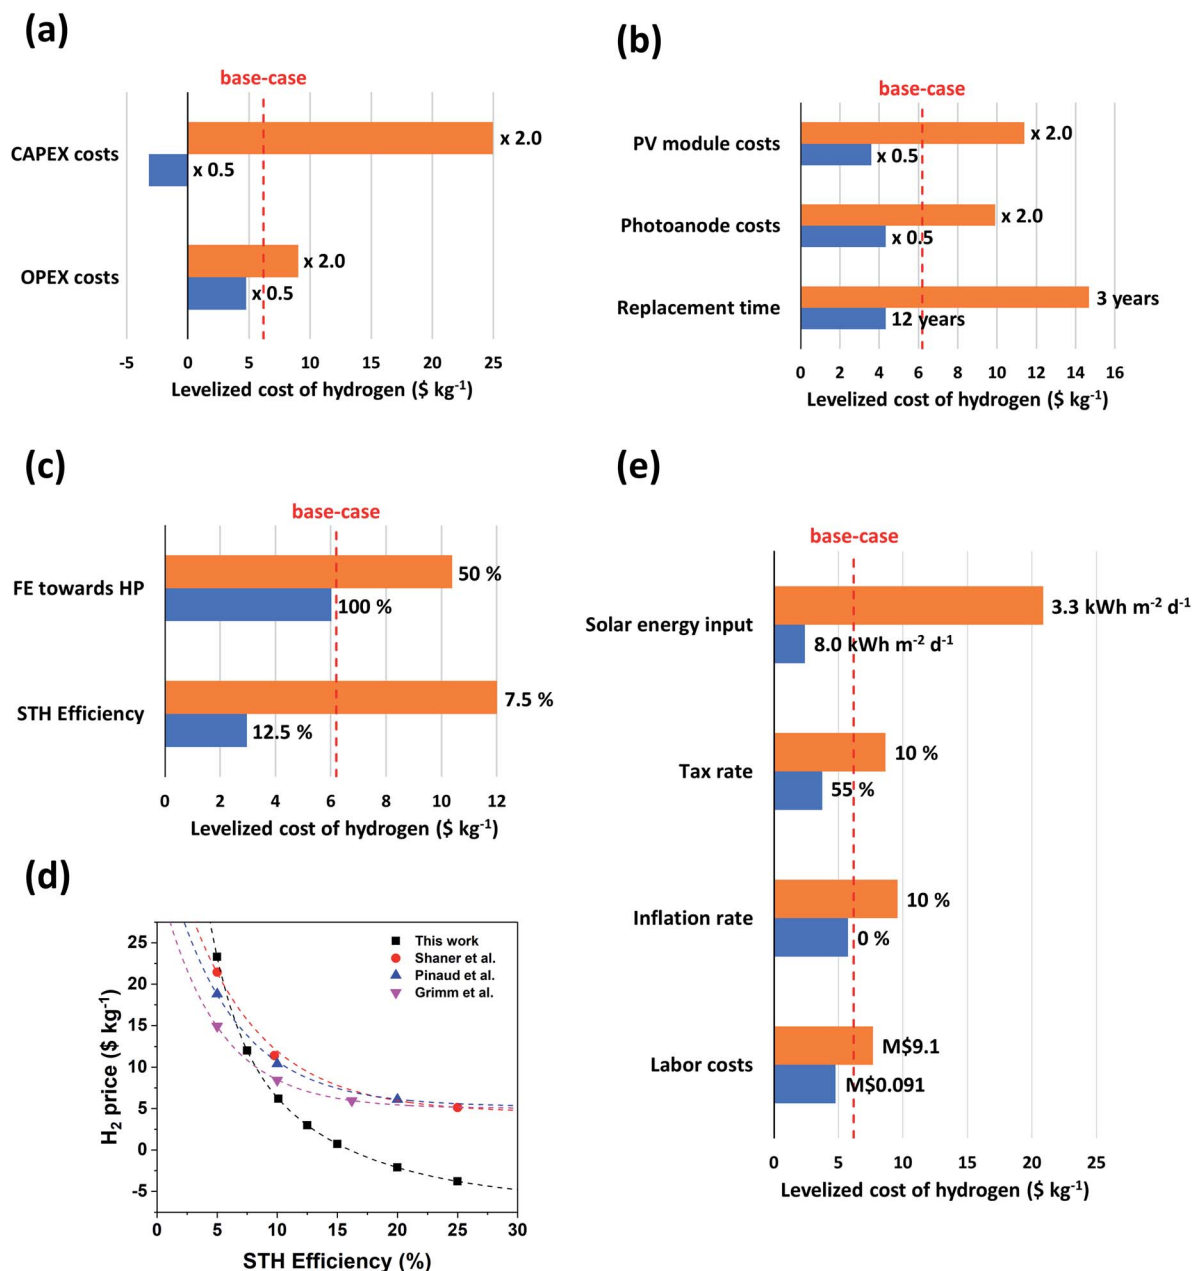 (a)
base-case
CAPEX costs
x 2.0
x 0.5
OPEX costs
x 2.0
x 0.5
-5 0 5 10 15 20 25
Levelized cost of hydrogen ($ kg⁻¹)
(b)
base-case
PV module costs
x 2.0
x 0.5
Photoanode costs
x 2.0
x 0.5
Replacement time
3 years
12 years
0 2 4 6 8 10 12 14 16
Levelized cost of hydrogen ($ kg⁻¹)
(c)
base-case
FE towards HP
50 %
100 %
STH Efficiency
7.5 %
12.5 %
0 2 4 6 8 10 12
Levelized cost of hydrogen ($ kg⁻¹)
(d)
H₂ price ($ kg⁻¹)
25
20
15
10
5
0
-5
This work
Shaner et al.
Pinaud et al.
Grimm et al.
0 5 10 15 20 25 30
STH Efficiency (%)
(e)
base-case
Solar energy input
3.3 kWh m⁻² d⁻¹
8.0 kWh m⁻² d⁻¹
Tax rate
10 %
55 %
Inflation rate
10 %
0 %
Labor costs
M$9.1
M$0.091
0 5 10 15 20 25
Levelized cost of hydrogen ($ kg⁻¹)